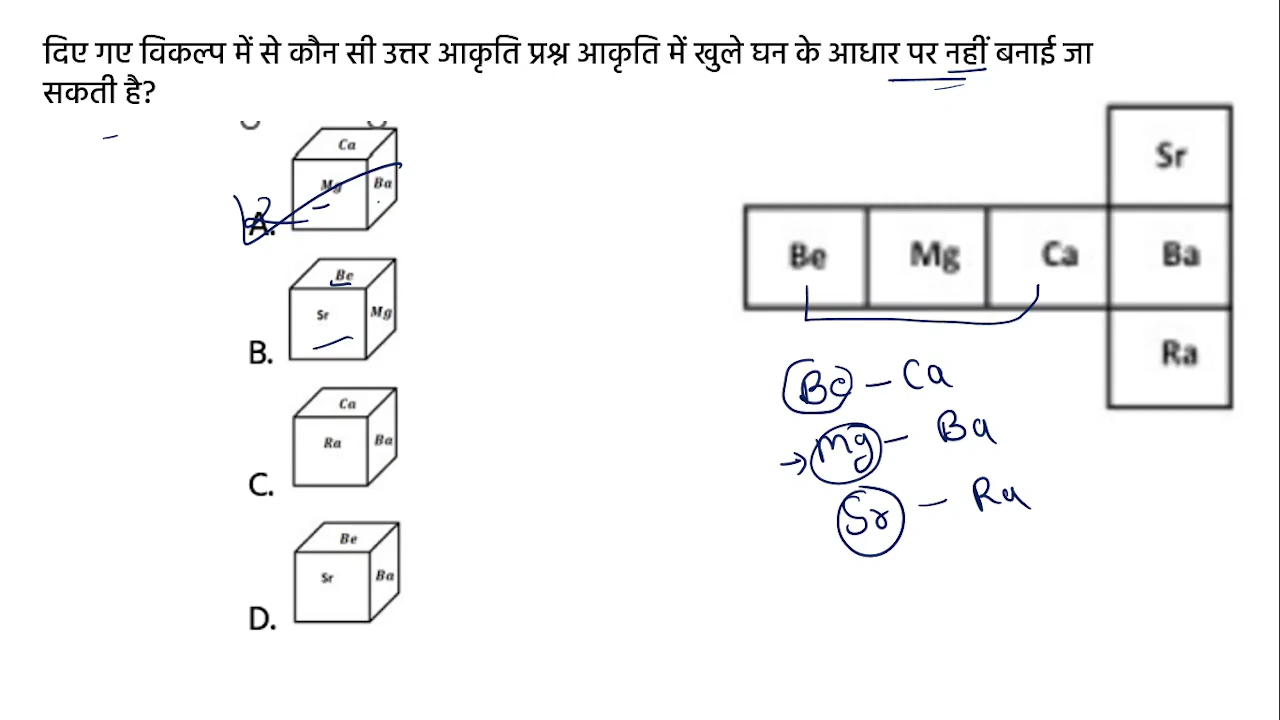 दिए गए विकल्प में से कौन सी उत्तर आकृति प्रश्न आकृति में खुले घन के आधार पर नहीं बनाई जा
सकती है?
Ca
Mg Ba
A.
Be
Sr Mg
B.
Ca
Ra Ba
C.
Be
Sr Ba
D.
Sr
Be Mg Ca Ba
Ra
Be – Ca
Mg – Ba
Sr – Ra